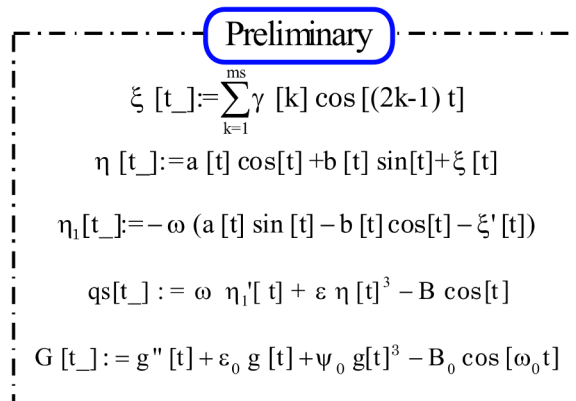 Preliminary
ξ [t_]:=∑_{k=1}^{ms} γ [k] cos [(2k-1) t]
η [t_]:=a [t] cos[t] +b [t] sin[t]+ξ [t]
η₁[t_]:=− ω (a [t] sin [t] − b [t] cos[t] − ξ' [t])
qs[t_] : = ω η₁'[ t] + ε η [t]³ − B cos[t]
G [t_] : = g'' [t] + ε₀ g [t] + ψ₀ g[t]³ − B₀ cos [ω₀ t]